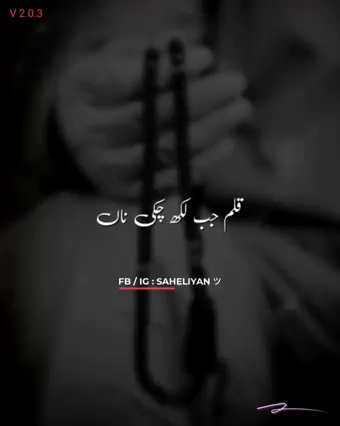 V 2.0.3
قلم جب لکھ چکی ناں
FB / IG : SAHELIYAN ツ